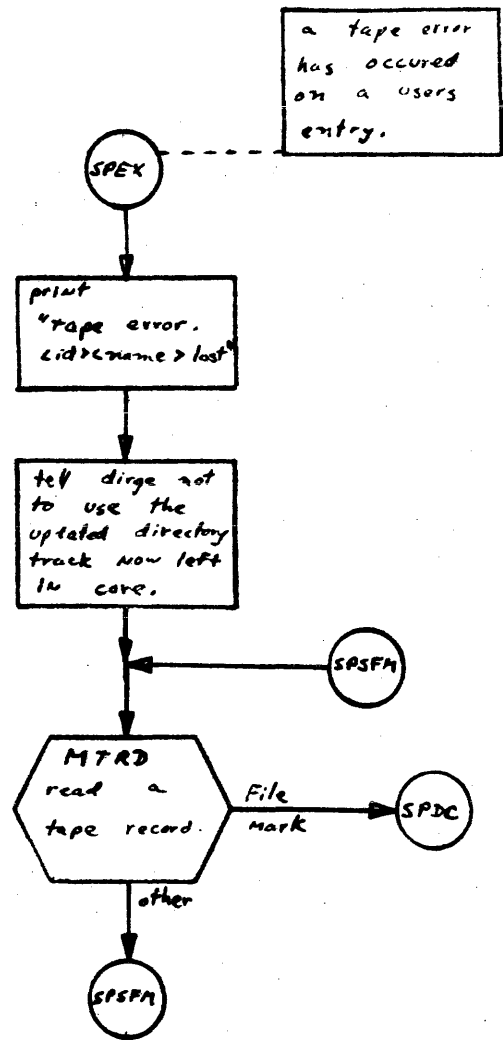 a tape error
has occured
on a users
entry.
SPEX
print
"tape error.
<id><name> lost"
tell dirge not
to use the
updated directory
track now left
in core.
SPSFM
MTRD
read a
tape record.
File
Mark
SPDC
other
SPSFM